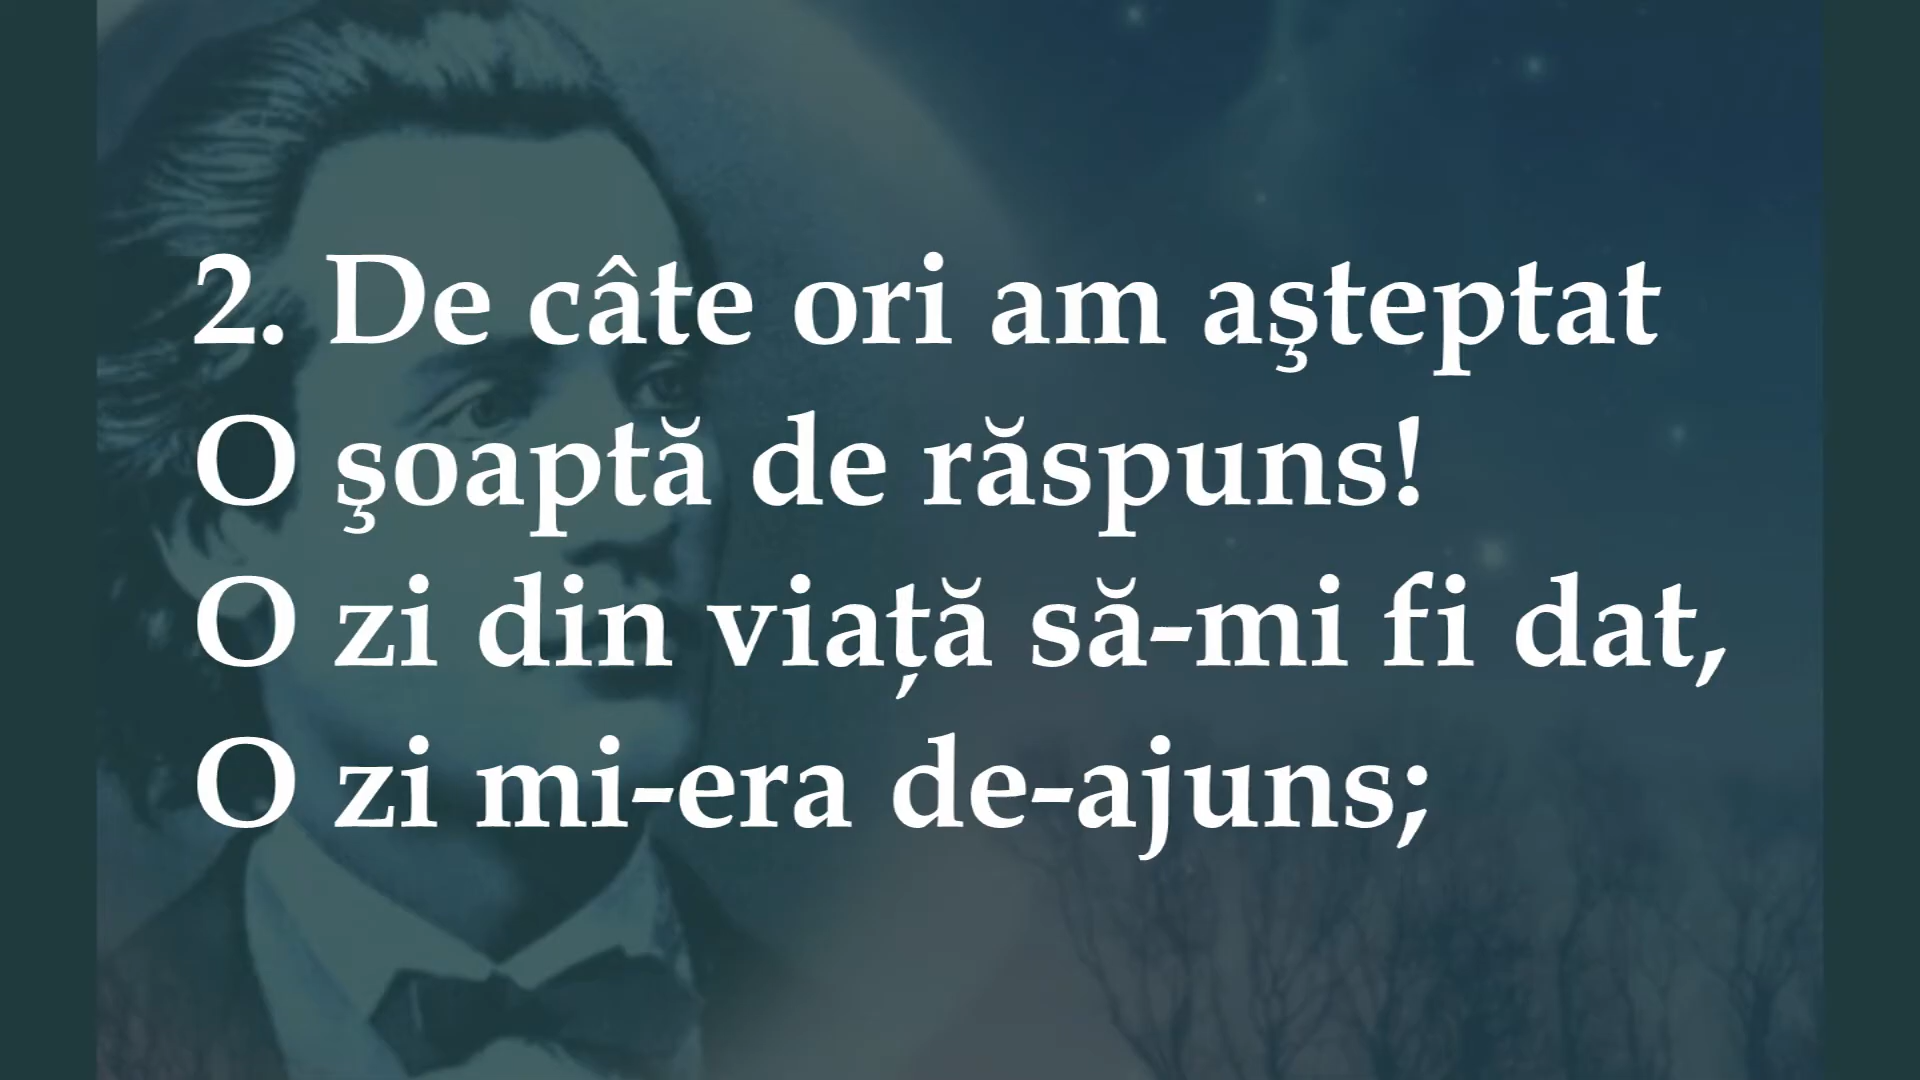 2. De câte ori am aşteptat
O şoaptă de răspuns!
O zi din viață să-mi fi dat,
O zi mi-era de-ajuns;